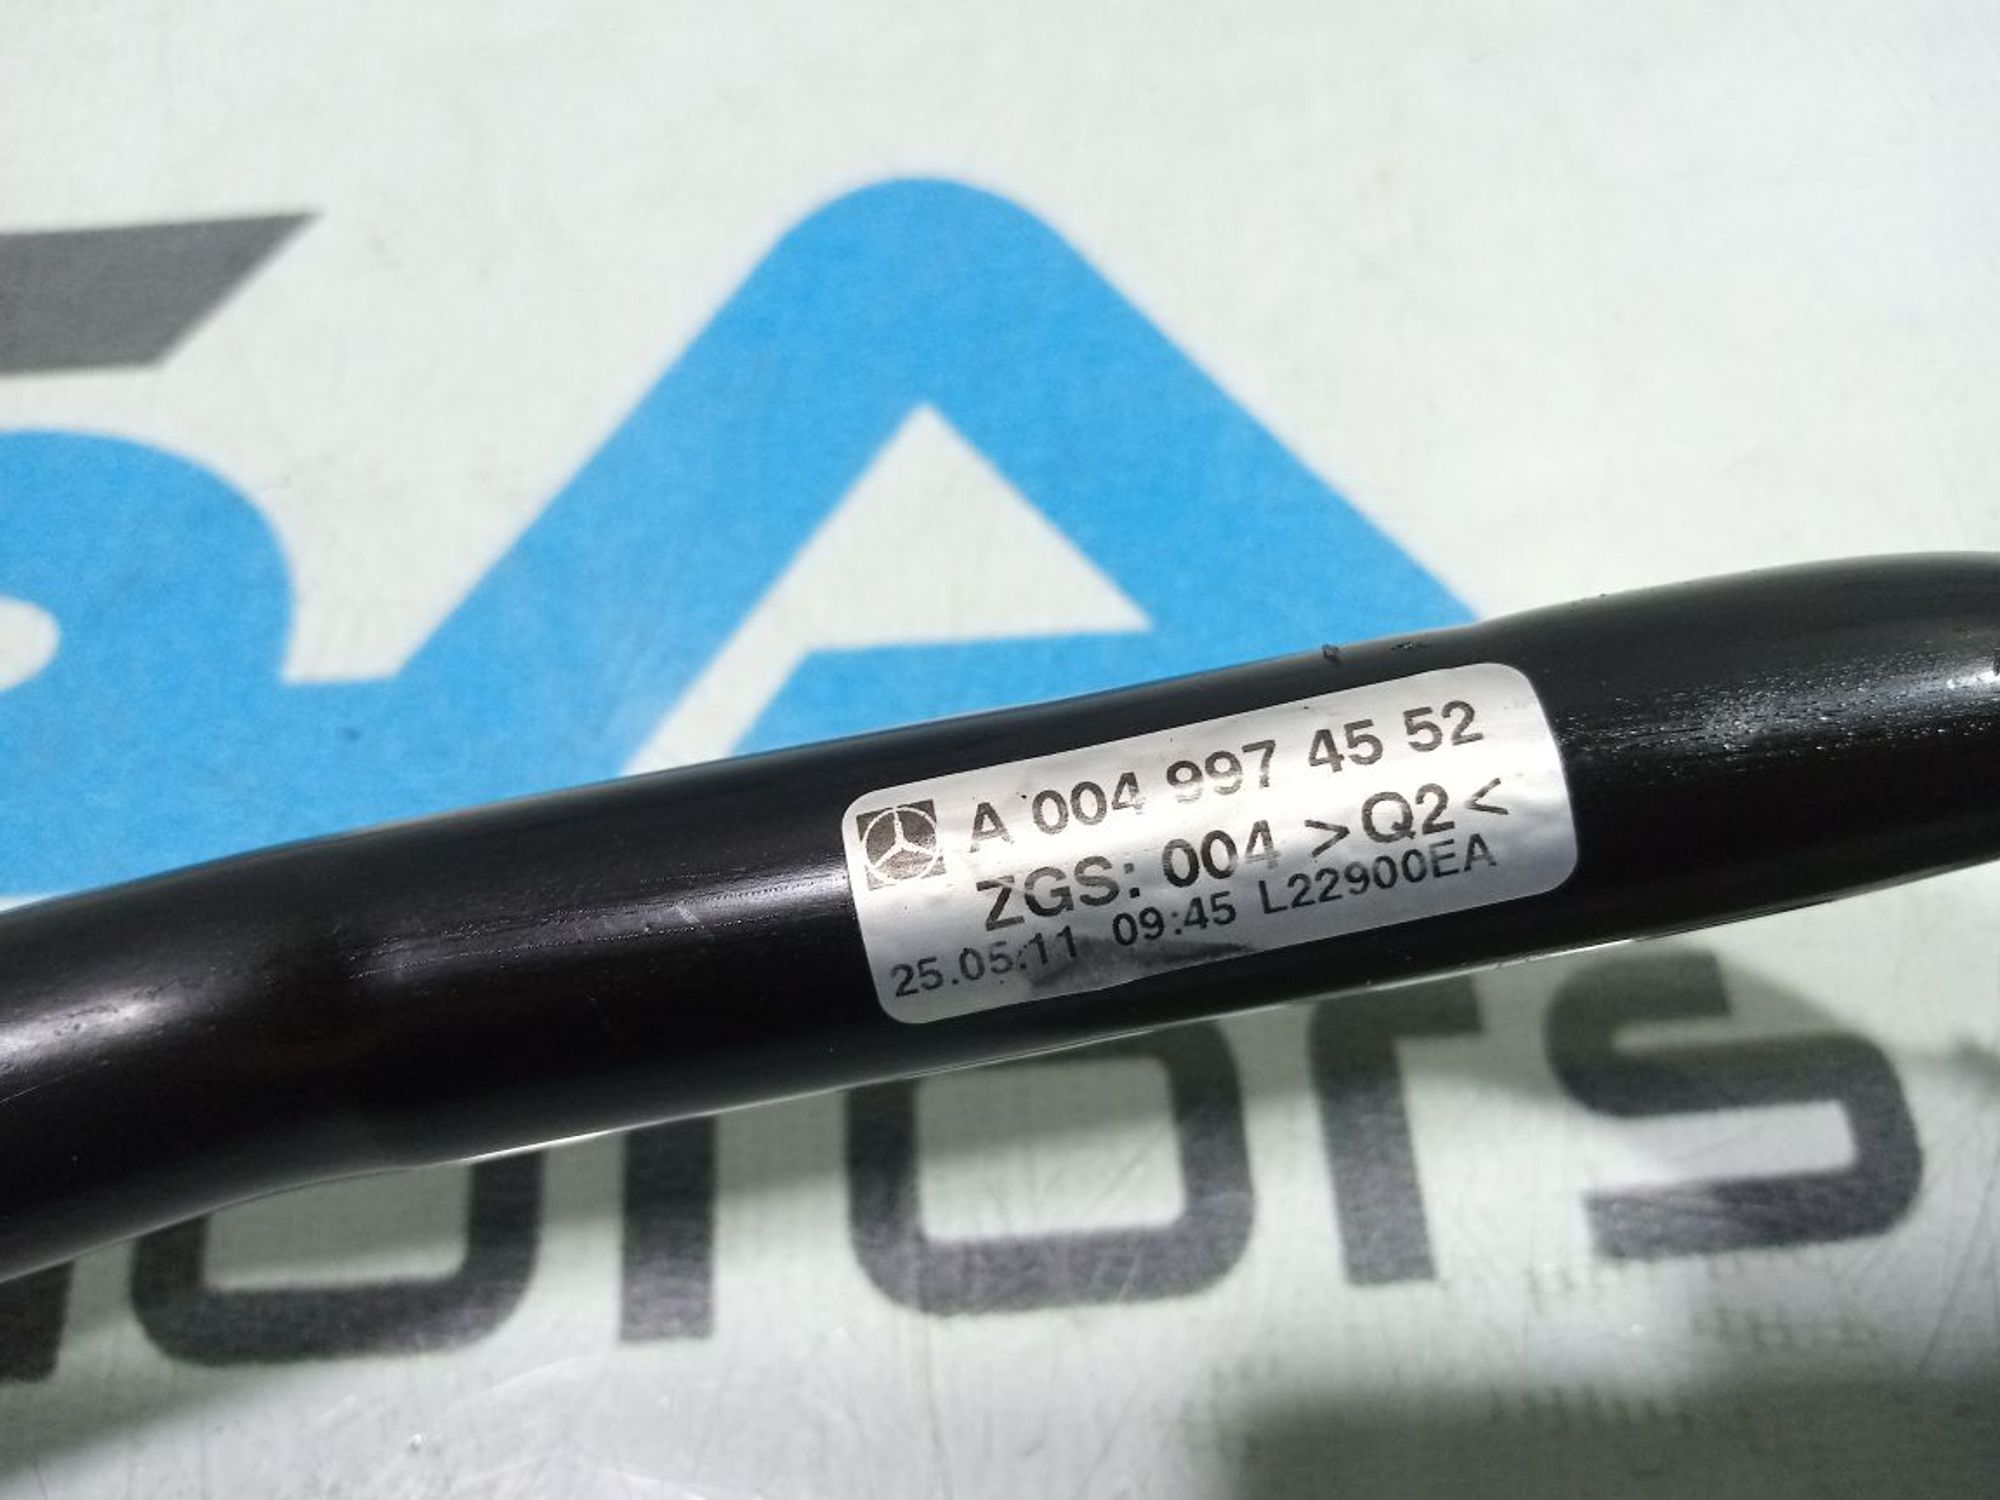 A 004 997 45 52
ZGS: 004 >Q2<
25.05.11 09:45 L22900EA